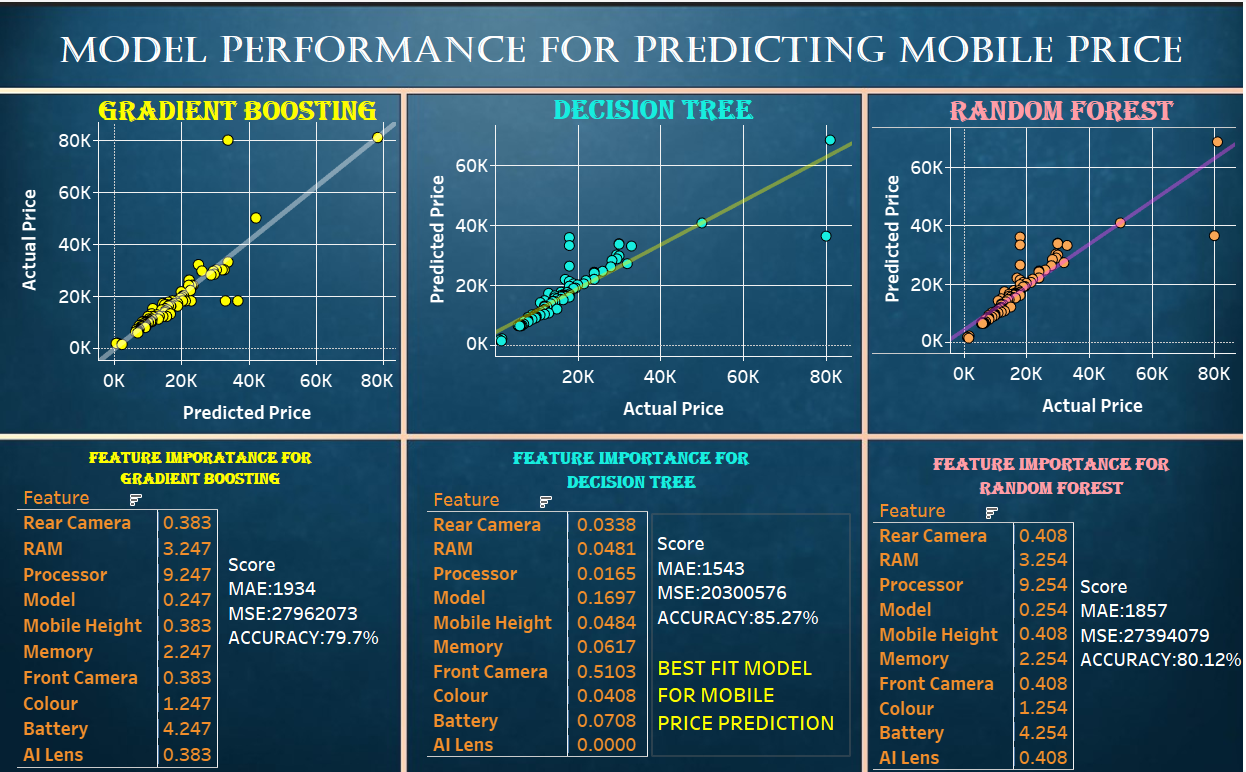 MODEL PERFORMANCE FOR PREDICTING MOBILE PRICE
GRADIENT BOOSTING
80K
60K
40K
20K
0K
Actual Price
0K 20K 40K 60K 80K
Predicted Price
DECISION TREE
60K
40K
20K
0K
Predicted Price
20K 40K 60K 80K
Actual Price
RANDOM FOREST
60K
40K
20K
0K
Predicted Price
0K 20K 40K 60K 80K
Actual Price
FEATURE IMPORATANCE FOR
GRADIENT BOOSTING
Feature
Rear Camera 0.383
RAM 3.247
Processor 9.247
Model 0.247
Mobile Height 0.383
Memory 2.247
Front Camera 0.383
Colour 1.247
Battery 4.247
AI Lens 0.383
Score
MAE:1934
MSE:27962073
ACCURACY:79.7%
FEATURE IMPORTANCE FOR
DECISION TREE
Feature
Rear Camera 0.0338
RAM 0.0481
Processor 0.0165
Model 0.1697
Mobile Height 0.0484
Memory 0.0617
Front Camera 0.5103
Colour 0.0408
Battery 0.0708
AI Lens 0.0000
Score
MAE:1543
MSE:20300576
ACCURACY:85.27%
BEST FIT MODEL
FOR MOBILE
PRICE PREDICTION
FEATURE IMPORTANCE FOR
RANDOM FOREST
Feature
Rear Camera 0.408
RAM 3.254
Processor 9.254
Model 0.254
Mobile Height 0.408
Memory 2.254
Front Camera 0.408
Colour 1.254
Battery 4.254
AI Lens 0.408
Score
MAE:1857
MSE:27394079
ACCURACY:80.12%